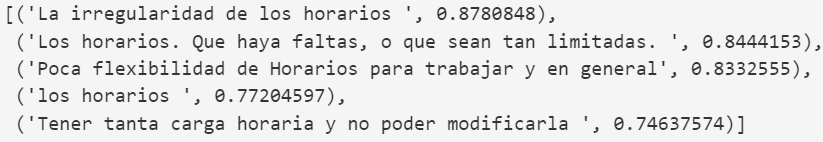 [('La irregularidad de los horarios ', 0.8780848),
('Los horarios. Que haya faltas, o que sean tan limitadas. ', 0.8444153),
('Poca flexibilidad de Horarios para trabajar y en general', 0.8332555),
('los horarios ', 0.77204597),
('Tener tanta carga horaria y no poder modificarla ', 0.74637574)]